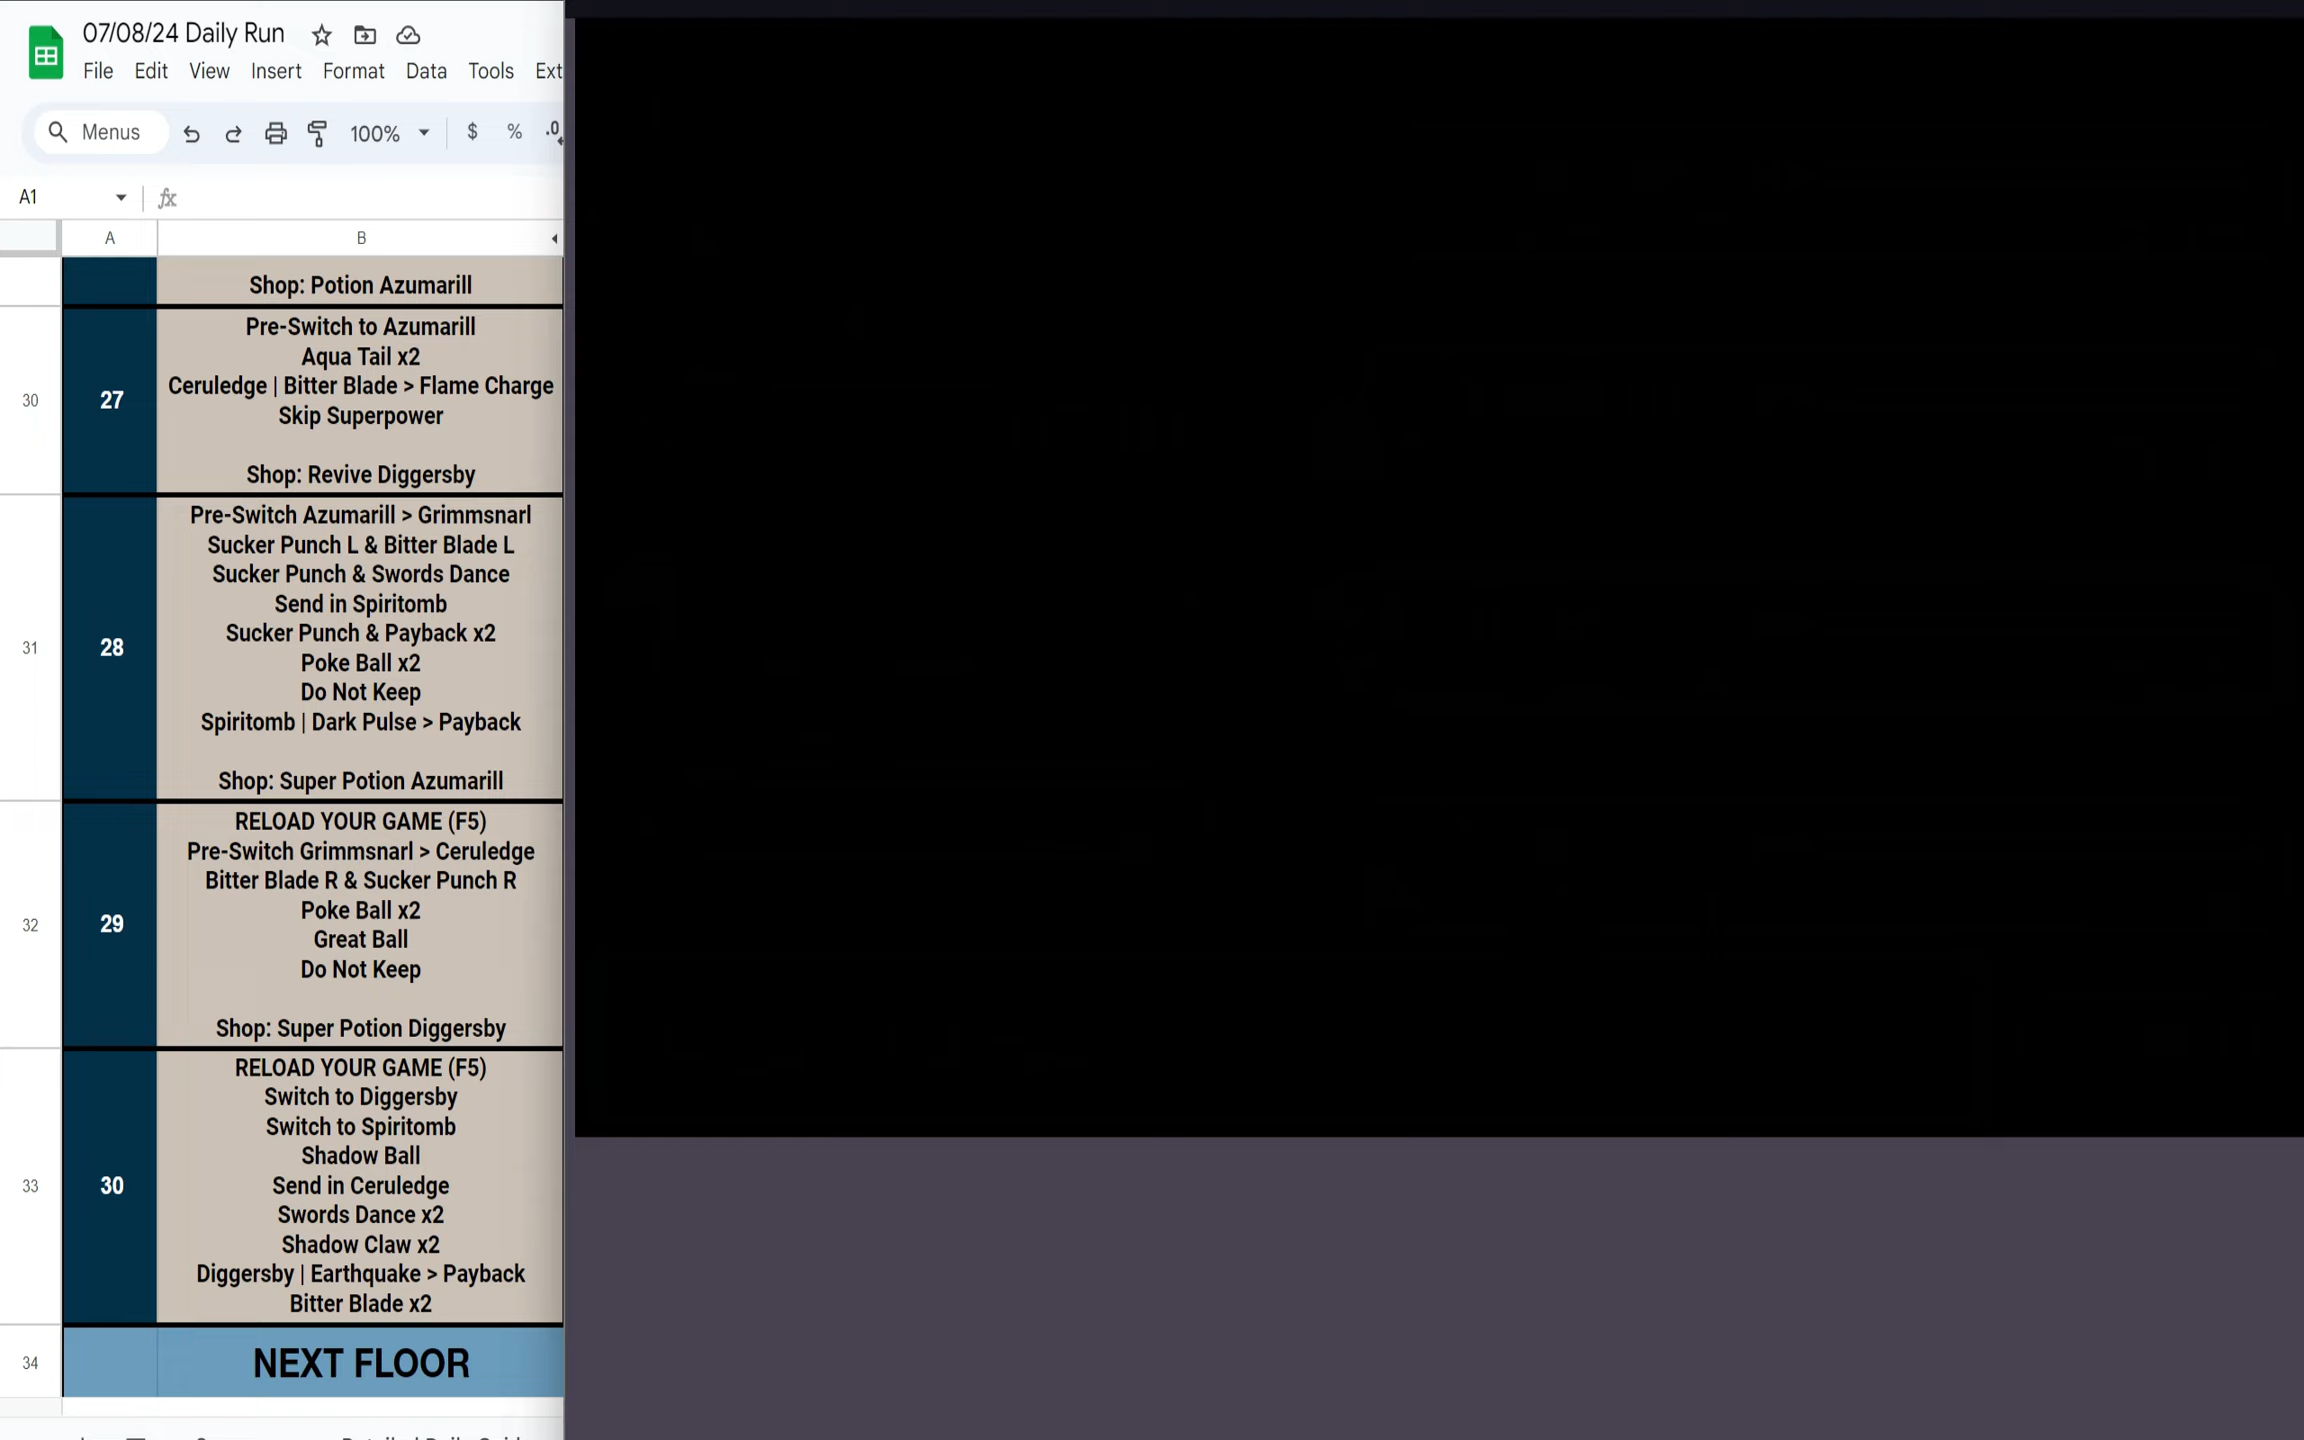 07/08/24 Daily Run
File Edit View Insert Format Data Tools Ext
Menus 100% $ % .0
A1 fx
A B
Shop: Potion Azumarill
30 27
Pre-Switch to Azumarill
Aqua Tail x2
Ceruledge | Bitter Blade > Flame Charge
Skip Superpower
Shop: Revive Diggersby
31 28
Pre-Switch Azumarill > Grimmsnarl
Sucker Punch L & Bitter Blade L
Sucker Punch & Swords Dance
Send in Spiritomb
Sucker Punch & Payback x2
Poke Ball x2
Do Not Keep
Spiritomb | Dark Pulse > Payback
Shop: Super Potion Azumarill
32 29
RELOAD YOUR GAME (F5)
Pre-Switch Grimmsnarl > Ceruledge
Bitter Blade R & Sucker Punch R
Poke Ball x2
Great Ball
Do Not Keep
Shop: Super Potion Diggersby
33 30
RELOAD YOUR GAME (F5)
Switch to Diggersby
Switch to Spiritomb
Shadow Ball
Send in Ceruledge
Swords Dance x2
Shadow Claw x2
Diggersby | Earthquake > Payback
Bitter Blade x2
34 NEXT FLOOR